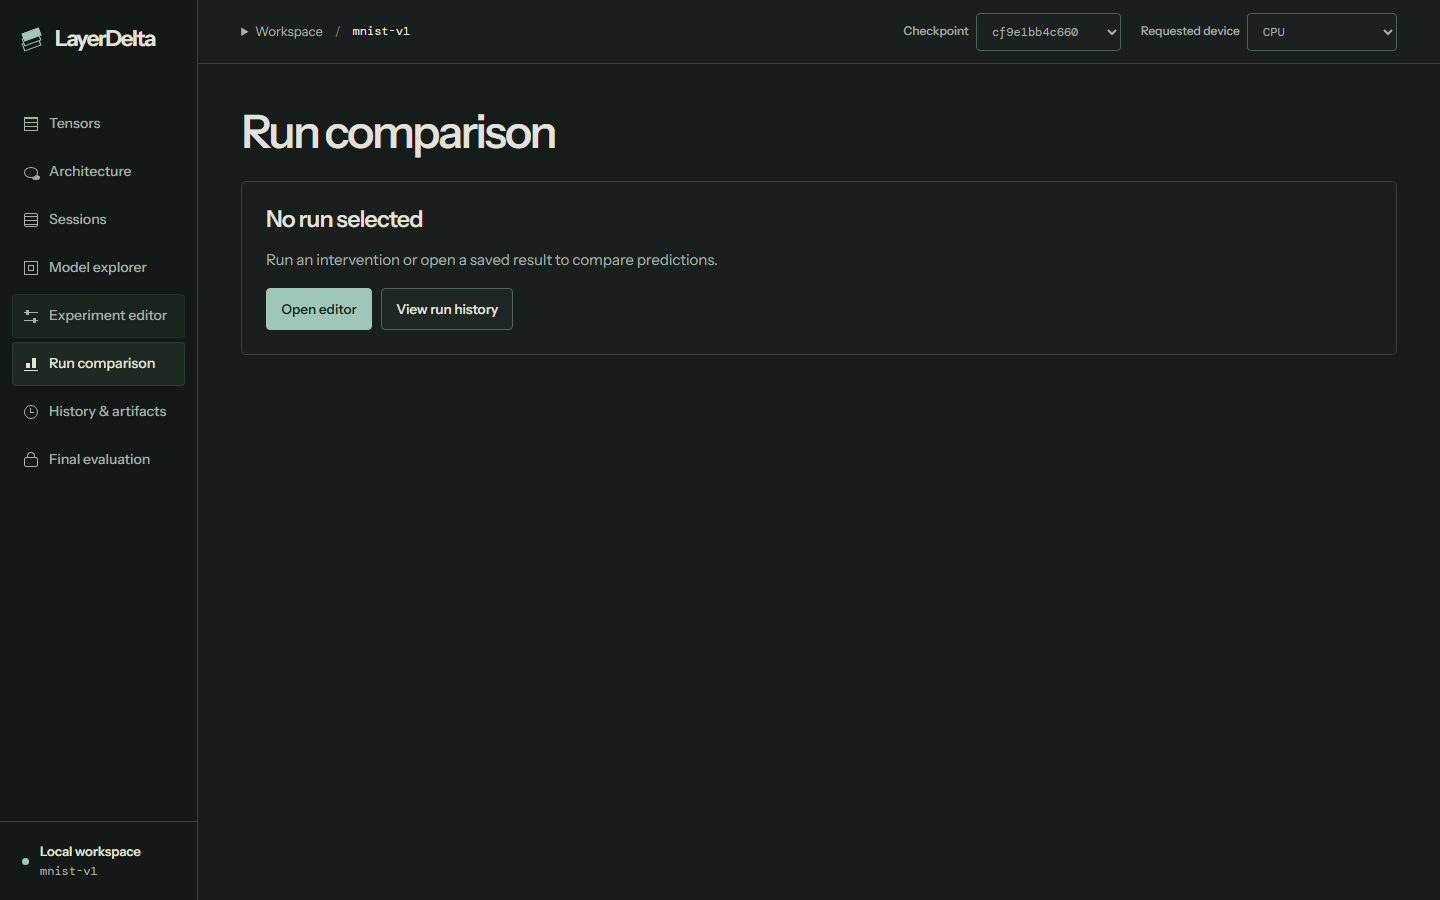 LayerDelta
Workspace / mnist-v1
Checkpoint cf9e1bb4c660
Requested device CPU
Tensors
Architecture
Sessions
Model explorer
Experiment editor
Run comparison
History & artifacts
Final evaluation
Run comparison
No run selected
Run an intervention or open a saved result to compare predictions.
Open editor
View run history
Local workspace
mnist-v1